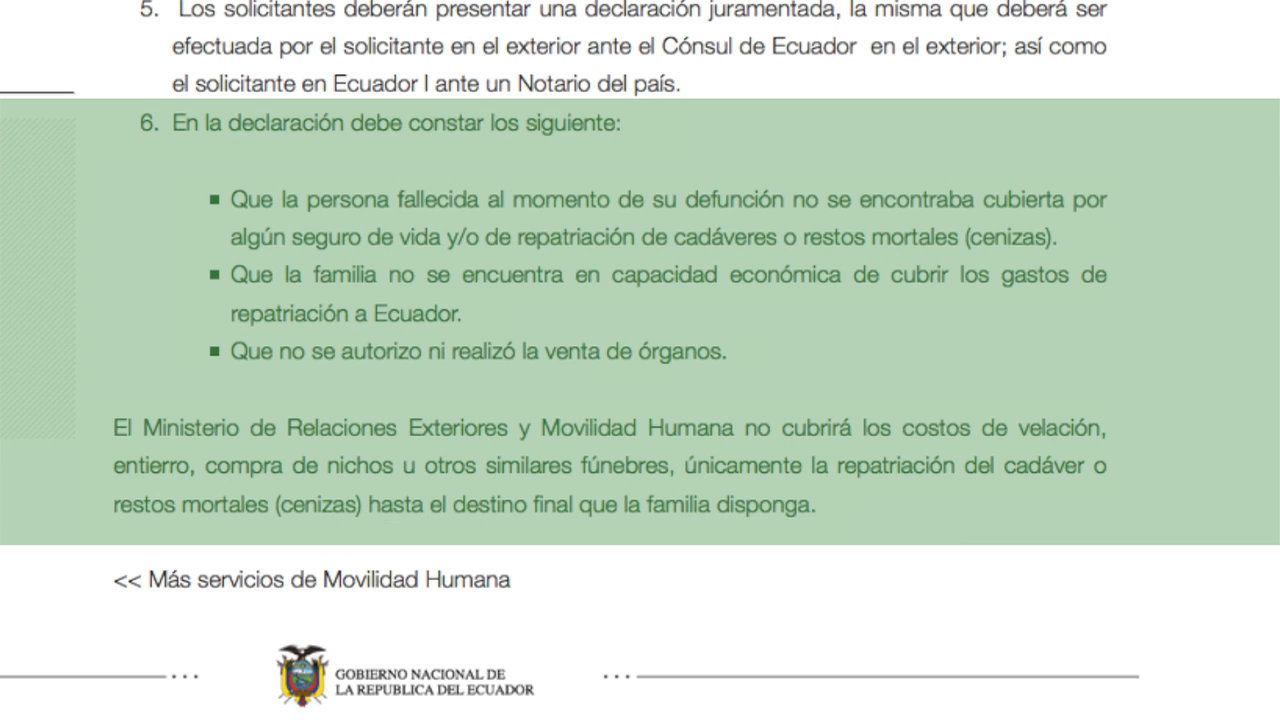 5. Los solicitantes deberán presentar una declaración juramentada, la misma que deberá ser
efectuada por el solicitante en el exterior ante el Cónsul de Ecuador en el exterior; así como
el solicitante en Ecuador I ante un Notario del país.
6. En la declaración debe constar los siguiente:
▪ Que la persona fallecida al momento de su defunción no se encontraba cubierta por
algún seguro de vida y/o de repatriación de cadáveres o restos mortales (cenizas).
▪ Que la familia no se encuentra en capacidad económica de cubrir los gastos de
repatriación a Ecuador.
▪ Que no se autorizo ni realizó la venta de órganos.
El Ministerio de Relaciones Exteriores y Movilidad Humana no cubrirá los costos de velación,
entierro, compra de nichos u otros similares fúnebres, únicamente la repatriación del cadáver o
restos mortales (cenizas) hasta el destino final que la familia disponga.
<< Más servicios de Movilidad Humana
GOBIERNO NACIONAL DE
LA REPUBLICA DEL ECUADOR